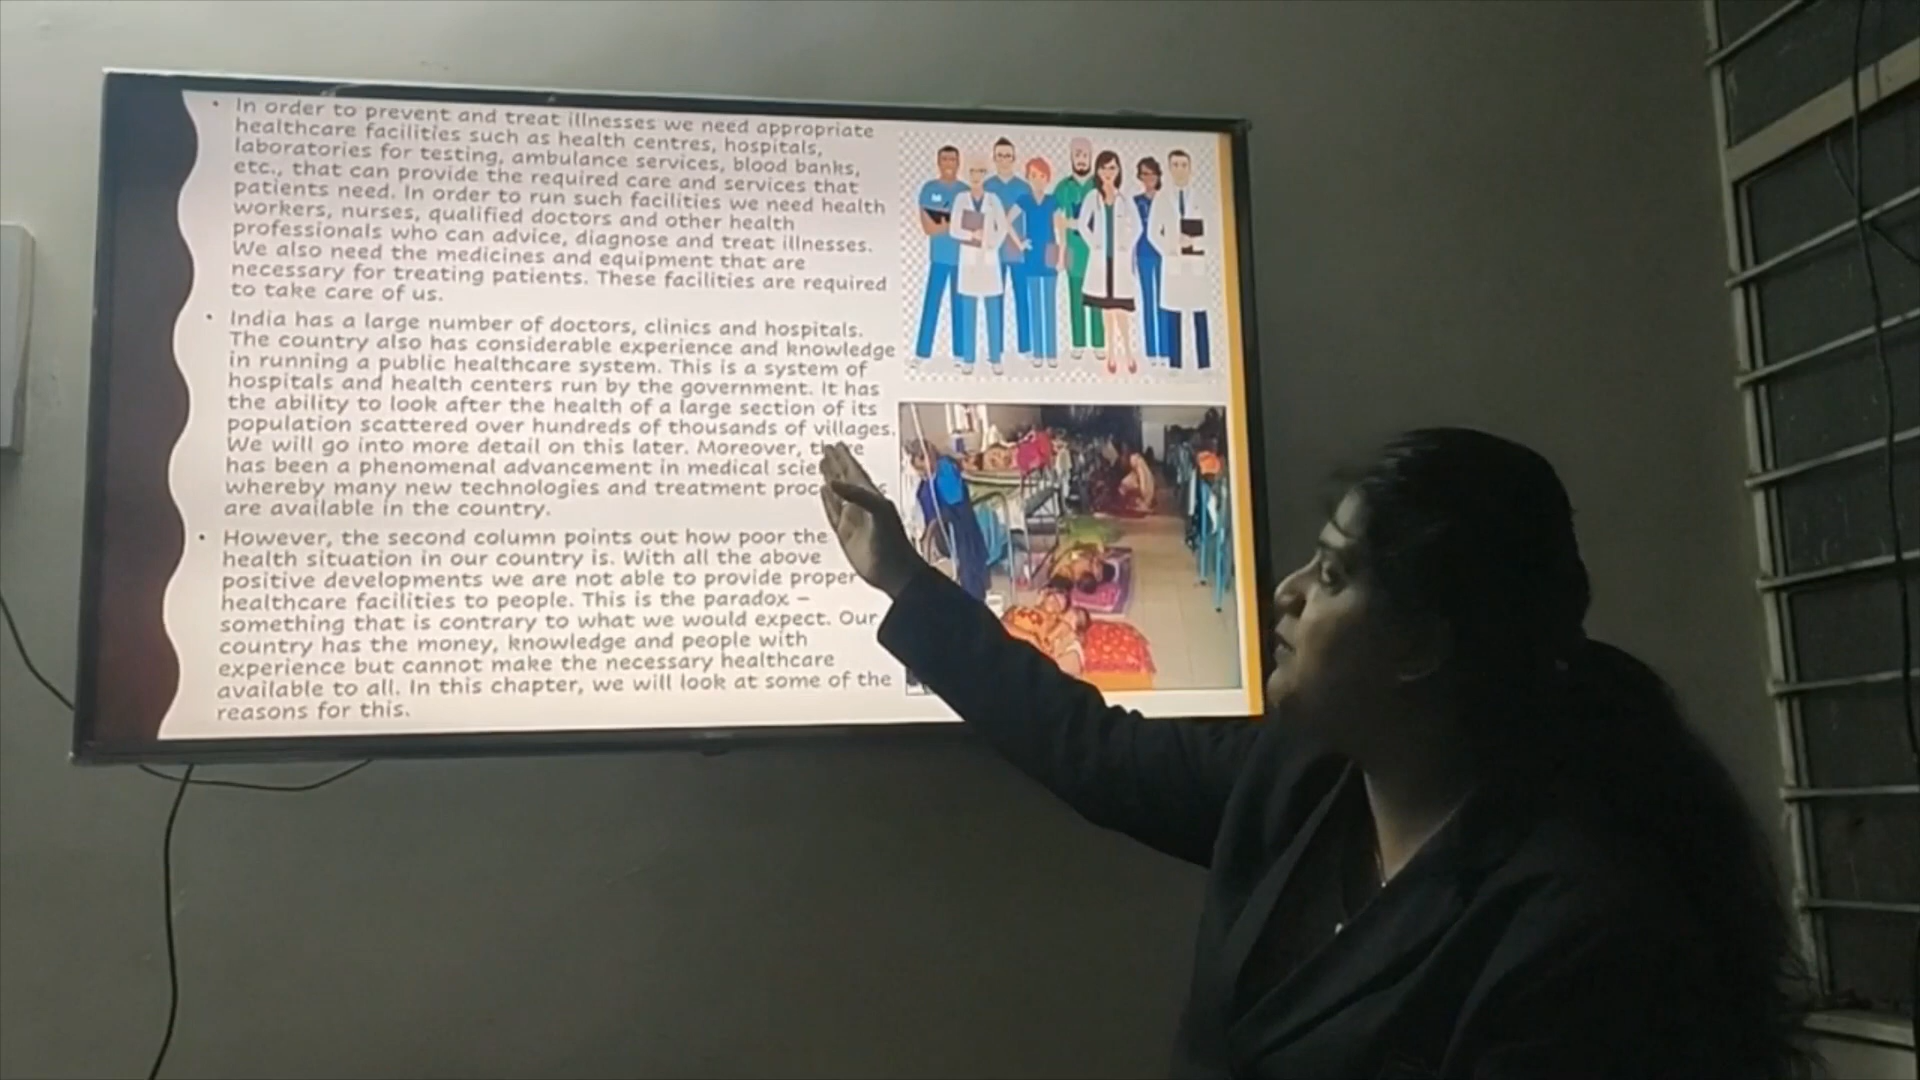 • In order to prevent and treat illnesses we need appropriate
healthcare facilities such as health centres, hospitals,
laboratories for testing, ambulance services, blood banks,
etc., that can provide the required care and services that
patients need. In order to run such facilities we need health
workers, nurses, qualified doctors and other health
professionals who can advice, diagnose and treat illnesses.
We also need the medicines and equipment that are
necessary for treating patients. These facilities are required
to take care of us.
• India has a large number of doctors, clinics and hospitals.
The country also has considerable experience and knowledge
in running a public healthcare system. This is a system of
hospitals and health centers run by the government. It has
the ability to look after the health of a large section of its
population scattered over hundreds of thousands of villages.
We will go into more detail on this later. Moreover,
has been a phenomenal advancement in medical
whereby many new technologies and treatment
are available in the country.
• However, the second column points out how poor the
health situation in our country is. With all the above
positive developments we are not able to provide proper
healthcare facilities to people. This is the paradox –
something that is contrary to what we would expect. Our
country has the money, knowledge and people with
experience but cannot make the necessary healthcare
available to all. In this chapter, we will look at some of the
reasons for this.